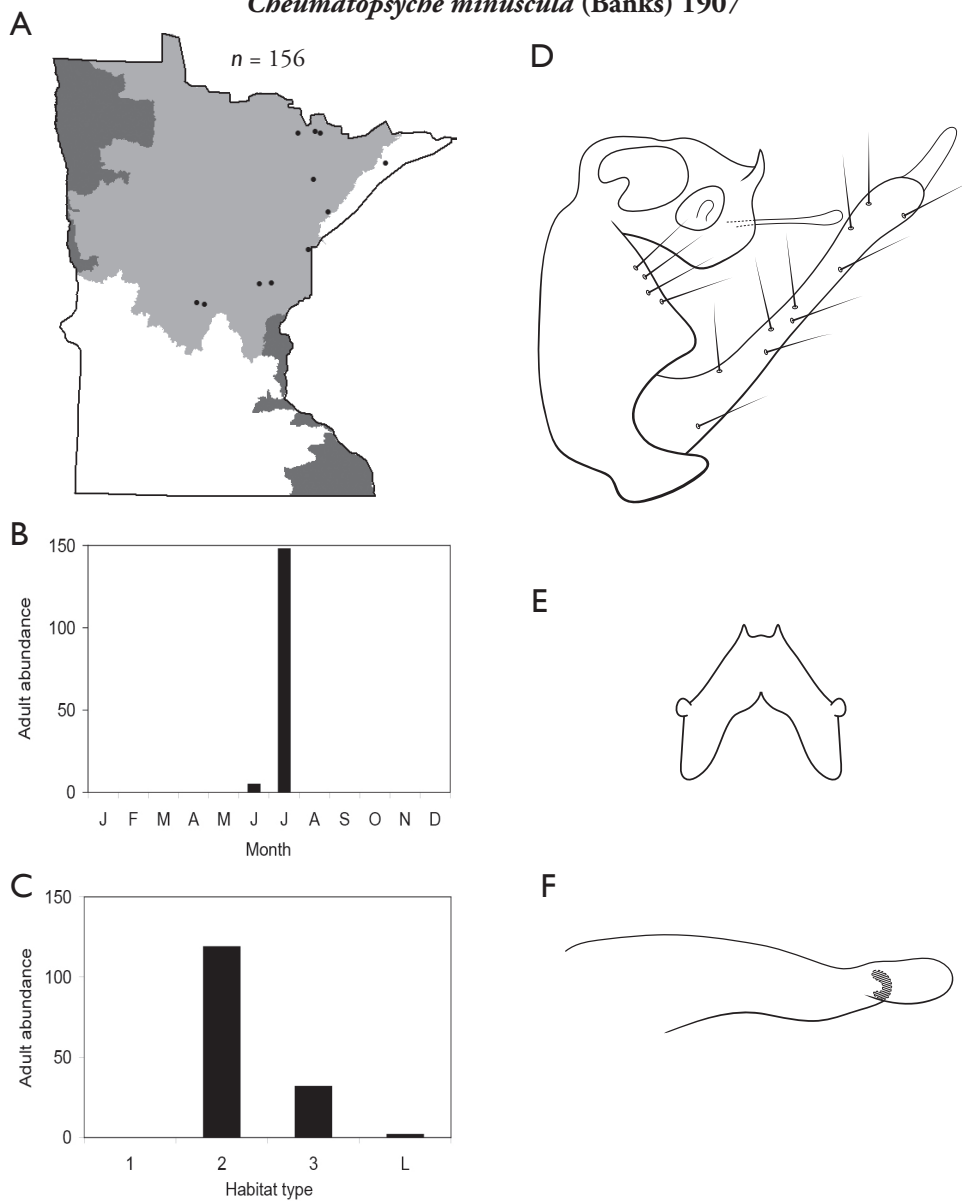 Cheumatopsyche minuscula (Banks) 1907
A
n = 156
D
B
150
100
50
0
Adult abundance
J F M A M J J A S O N D
Month
E
C
150
100
50
0
Adult abundance
1 2 3 L
Habitat type
F